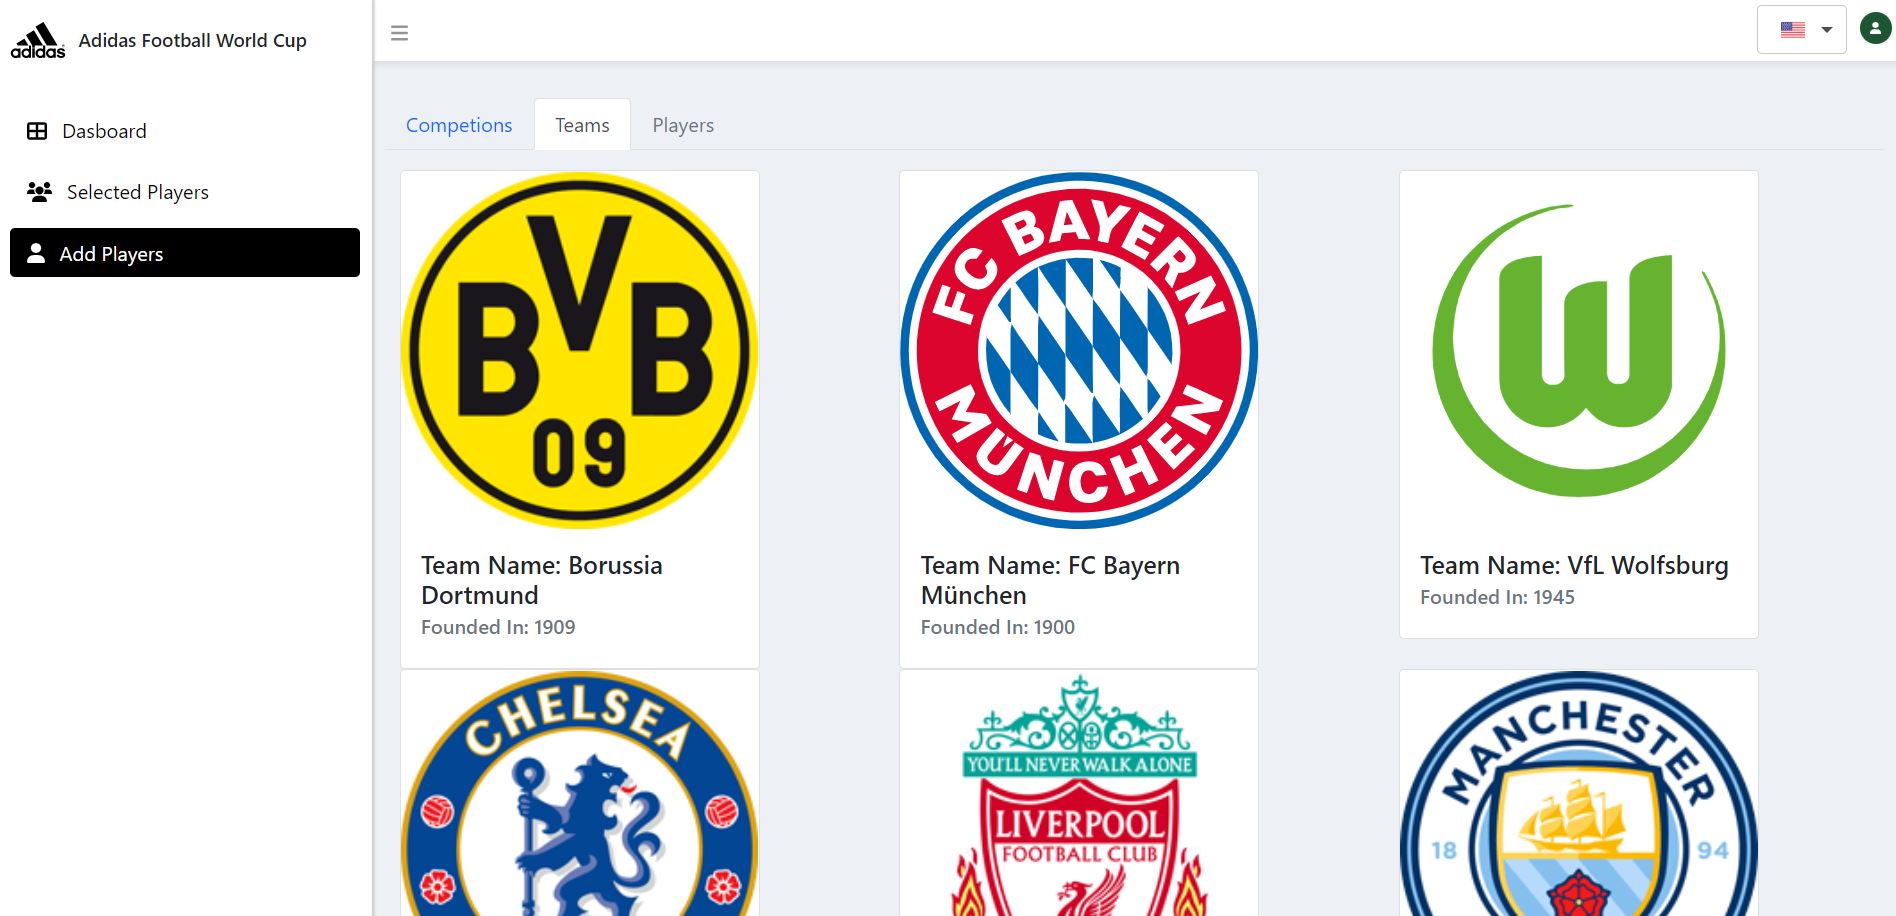 adidas
Adidas Football World Cup
Dasboard
Selected Players
Add Players
Competions
Teams
Players
BVB
09
FC BAYERN
MÜNCHEN
W
Team Name: Borussia
Dortmund
Founded In: 1909
Team Name: FC Bayern
München
Founded In: 1900
Team Name: VfL Wolfsburg
Founded In: 1945
CHELSEA
YOU'LL NEVER WALK ALONE
LIVERPOOL
FOOTBALL CLUB
MANCHESTER
18 94